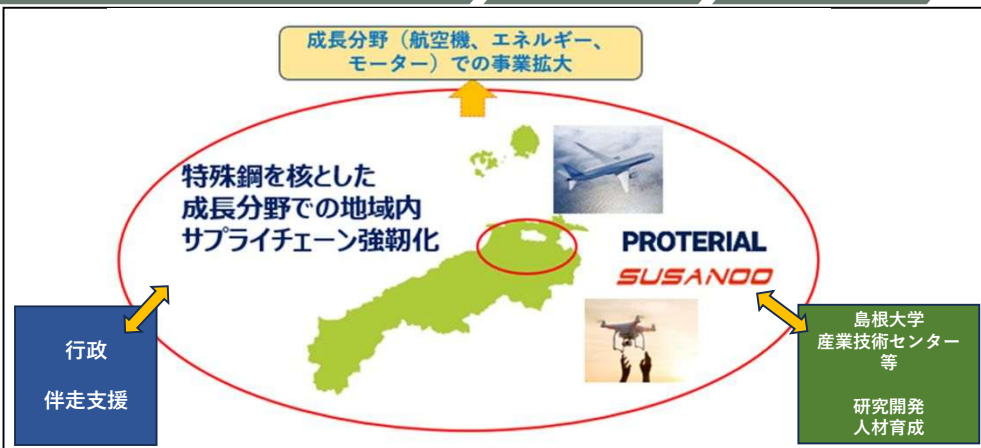 成長分野（航空機、エネルギー、
モーター）での事業拡大
特殊鋼を核とした
成長分野での地域内
サプライチェーン強靭化
PROTERIAL
SUSANOO
行政
伴走支援
島根大学
産業技術センター
等
研究開発
人材育成